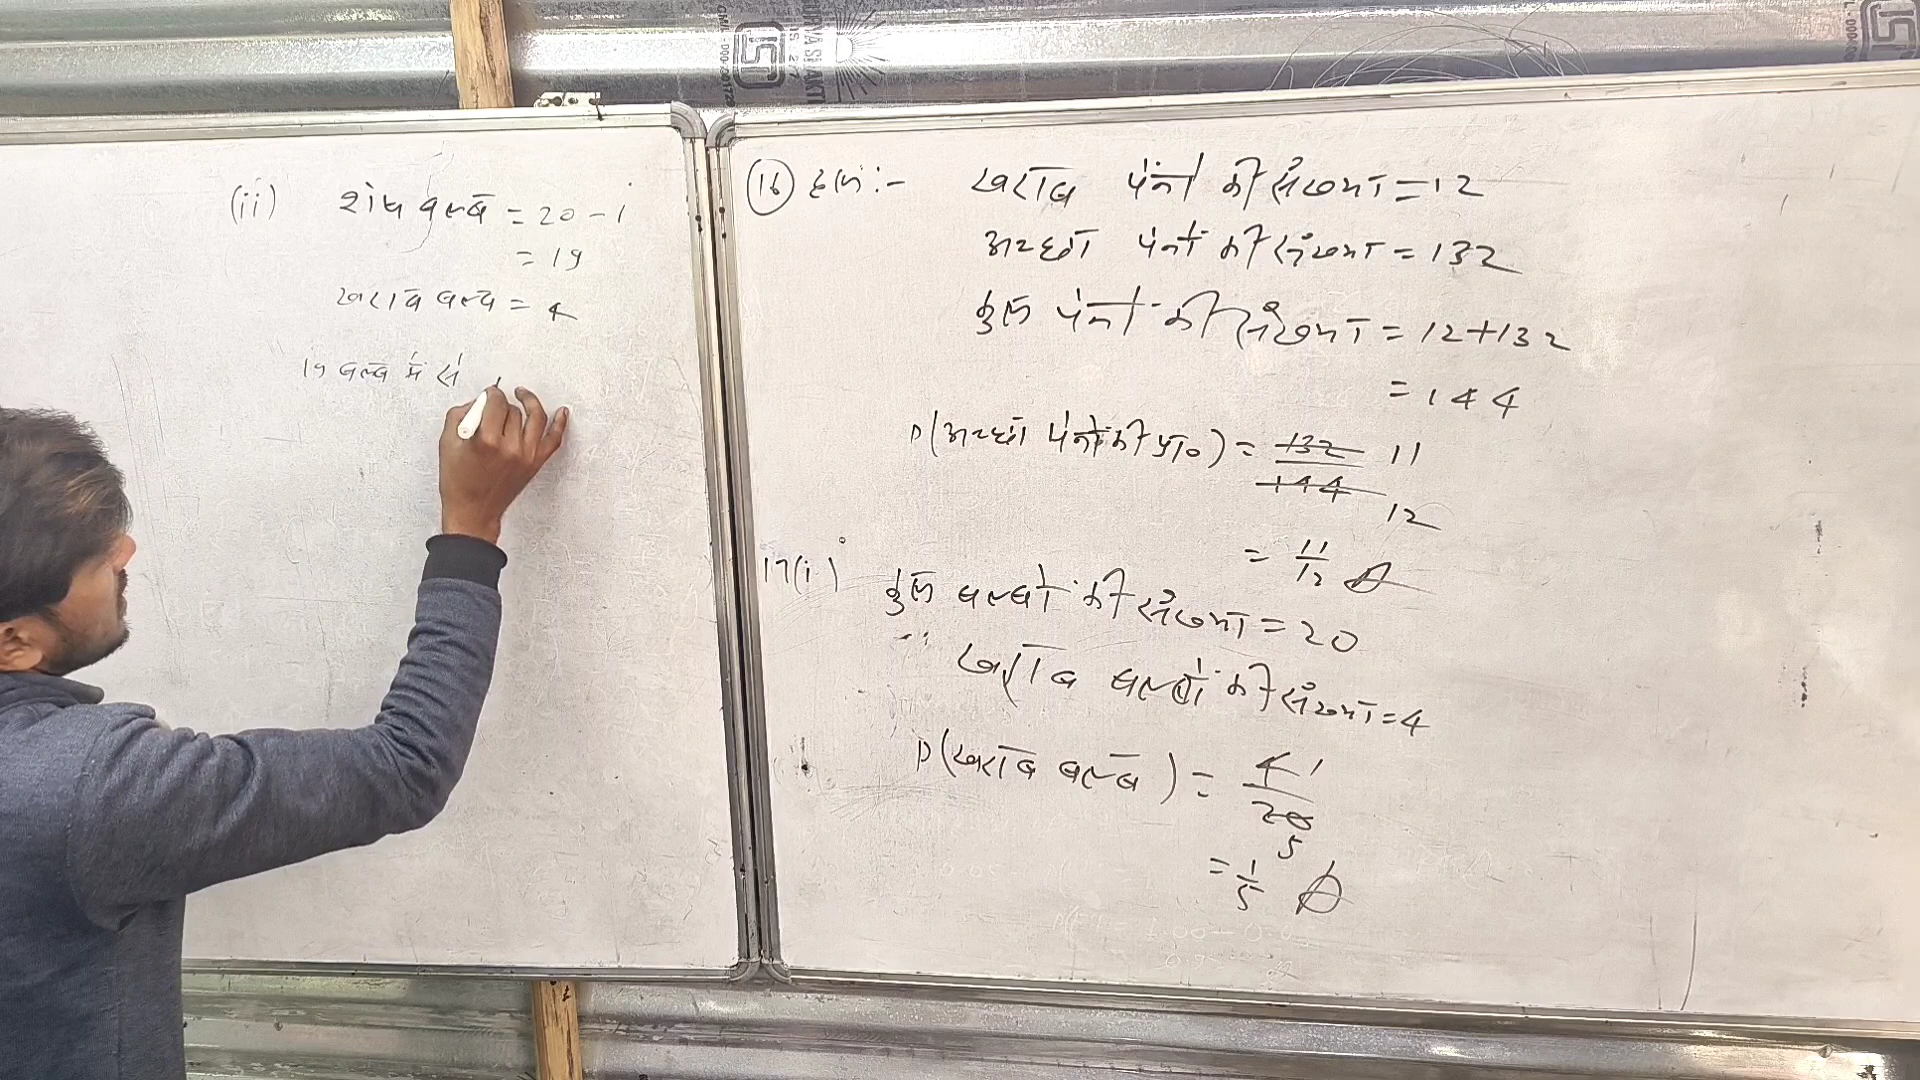 (ii) शेष बल्ब = 20 - 1
= 19
खराब बल्ब = 4
19 बल्ब में से
(16) हल :- खराब पेनों की संख्या = 12
अच्छे पेनों की संख्या = 132
कुल पेनों की संख्या = 12+132
= 144
P(अच्छे पेनों की प्रा०) = 132/144 11/12
= 11/12
17(i) कुल बल्बों की संख्या = 20
खराब बल्बों की संख्या = 4
P(खराब बल्ब) = 4/20 1/5
= 1/5